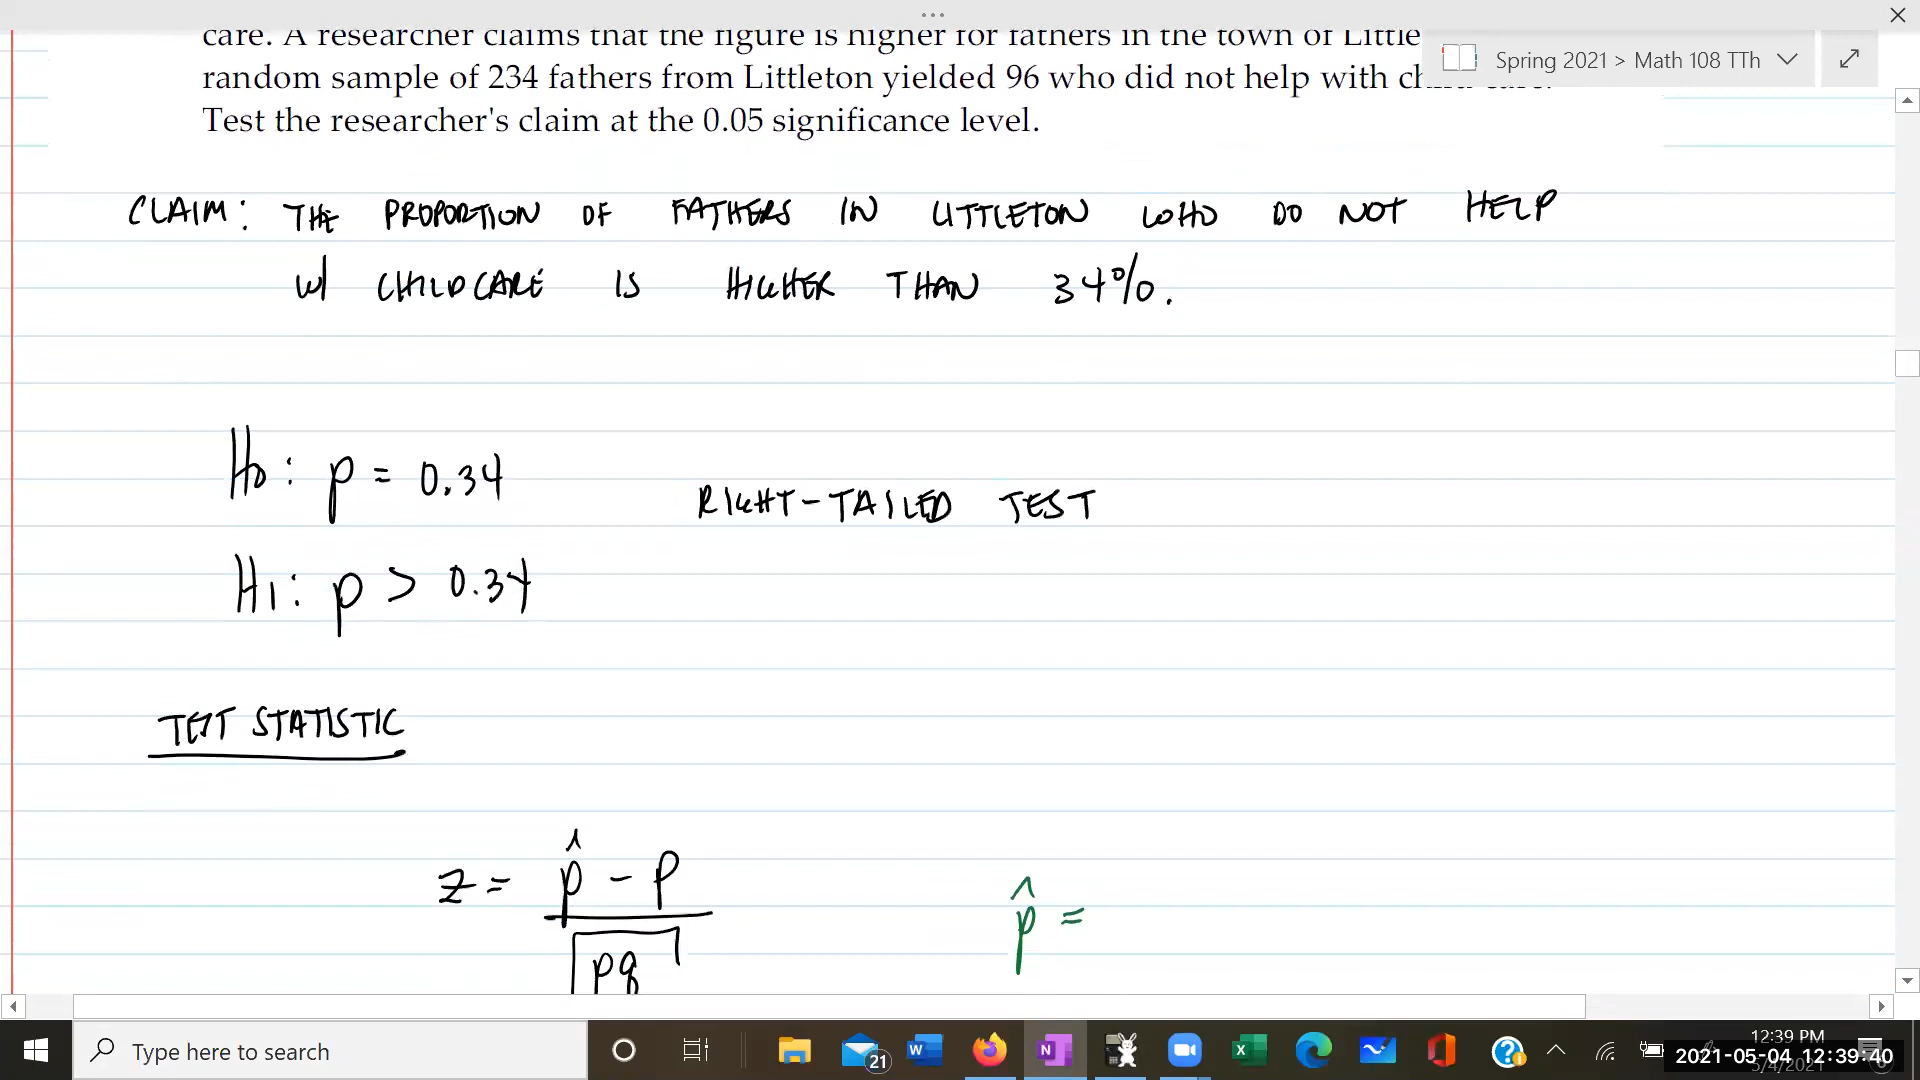 care. A researcher claims that the figure is higher for fathers in the town of Little
random sample of 234 fathers from Littleton yielded 96 who did not help with
Test the researcher's claim at the 0.05 significance level.
Spring 2021 > Math 108 TTh
CLAIM: THE PROPORTION OF FATHERS IN LITTLETON WHO DO NOT HELP
w/ CHILDCARE IS HIGHER THAN 34%.
H0: p = 0.34
RIGHT-TAILED TEST
H1: p > 0.34
TEST STATISTIC
z = p̂ - p
pq
p̂ =
Type here to search
21
12:39 PM
2021-05-04 12:39:40